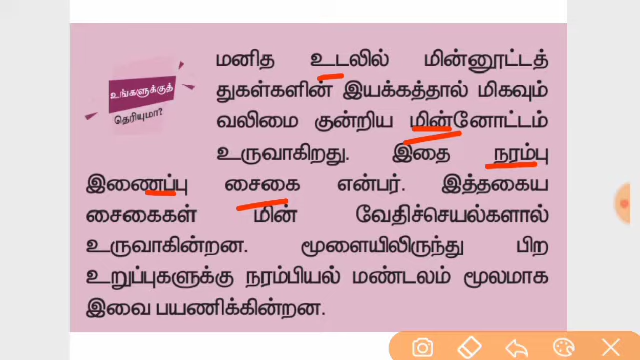 உங்களுக்குத்
தெரியுமா?
மனித உடலில் மின்னூட்டத்
துகள்களின் இயக்கத்தால் மிகவும்
வலிமை குன்றிய மின்னோட்டம்
உருவாகிறது. இதை நரம்பு
இணைப்பு சைகை என்பர். இத்தகைய
சைகைகள் மின் வேதிச்செயல்களால்
உருவாகின்றன. மூளையிலிருந்து பிற
உறுப்புகளுக்கு நரம்பியல் மண்டலம் மூலமாக
இவை பயணிக்கின்றன.